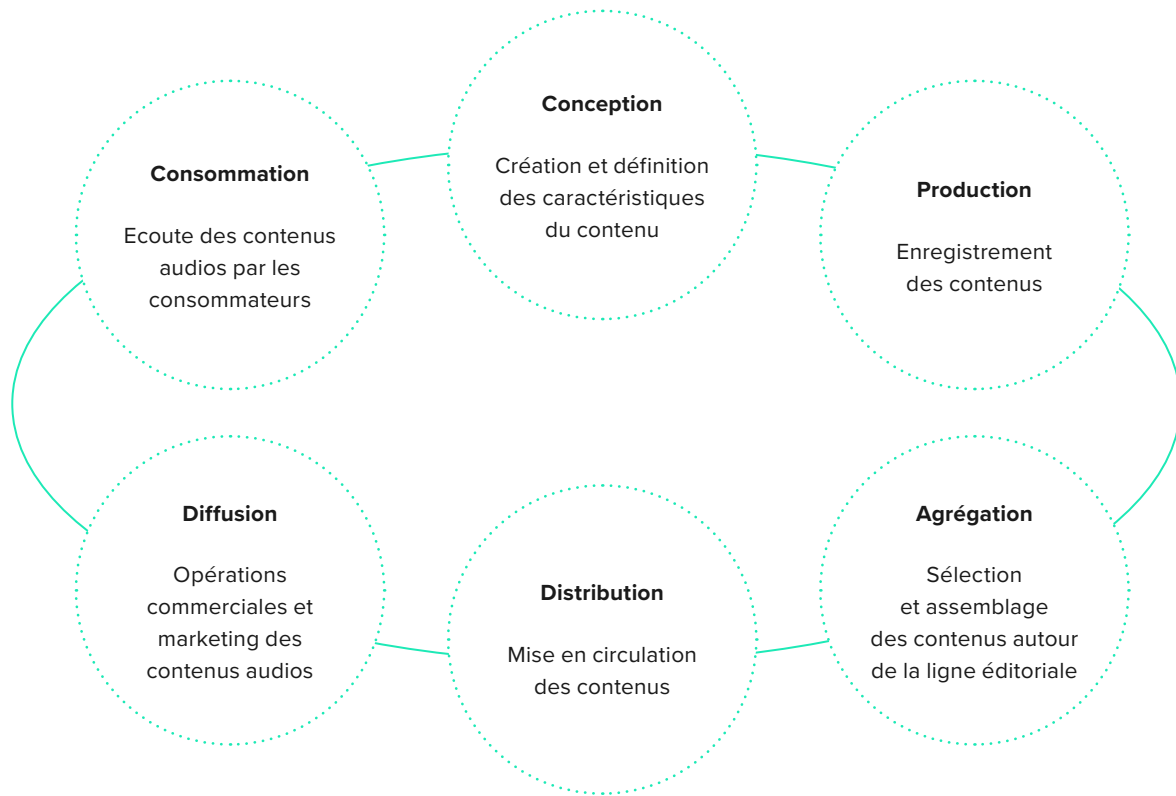 Conception
Création et définition
des caractéristiques
du contenu
Production
Enregistrement
des contenus
Agrégation
Sélection
et assemblage
des contenus autour
de la ligne éditoriale
Distribution
Mise en circulation
des contenus
Diffusion
Opérations
commerciales et
marketing des
contenus audios
Consommation
Ecoute des contenus
audios par les
consommateurs